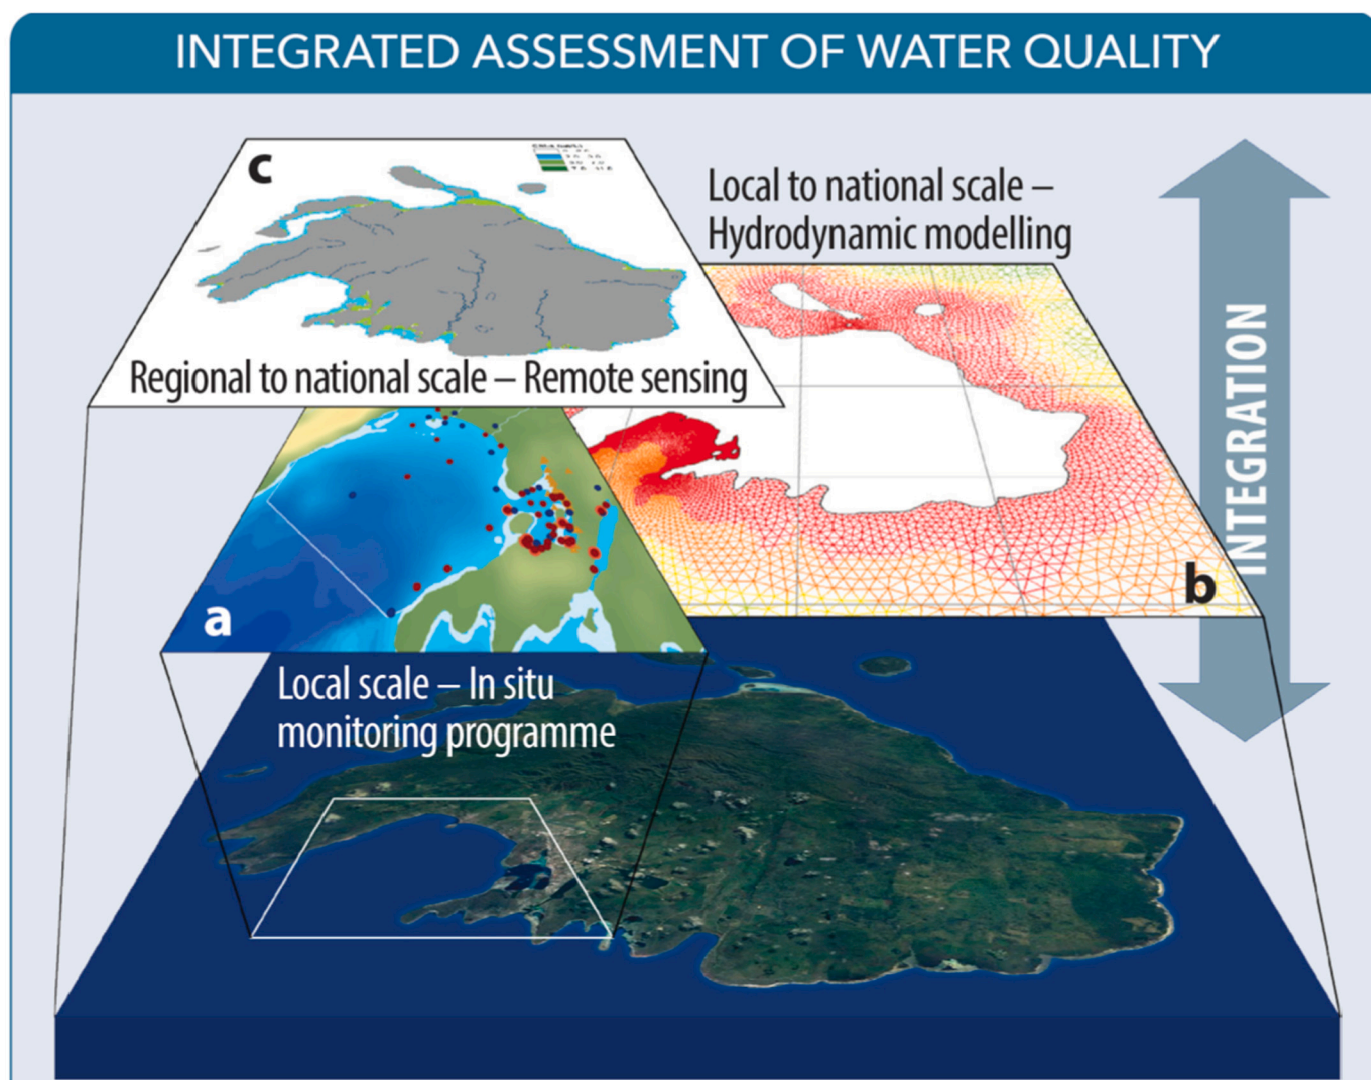 INTEGRATED ASSESSMENT OF WATER QUALITY
c
Regional to national scale – Remote sensing
Local to national scale –
Hydrodynamic modelling
b
a
Local scale – In situ
monitoring programme
INTEGRATION